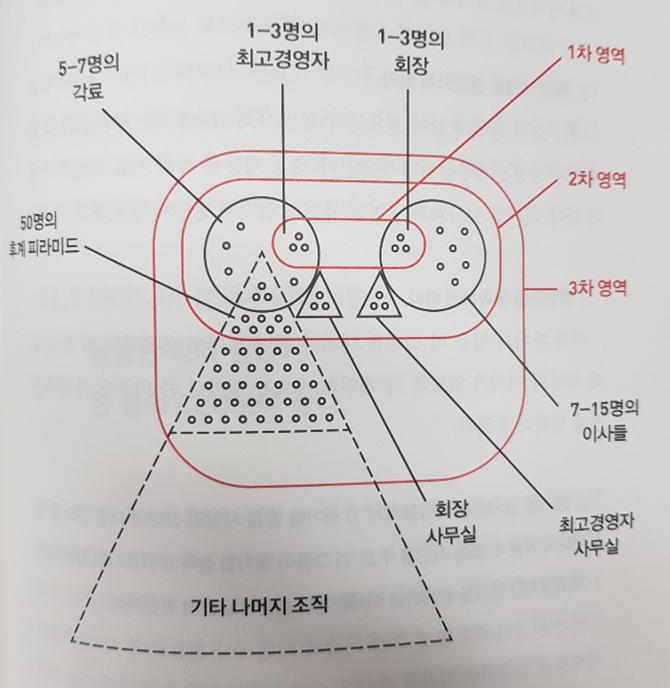 1-3명의
최고경영자
1-3명의
회장
1차 영역
5-7명의
각료
2차 영역
50명의
후계 피라미드
3차 영역
7-15명의
이사들
회장
사무실
최고경영자
사무실
기타 나머지 조직